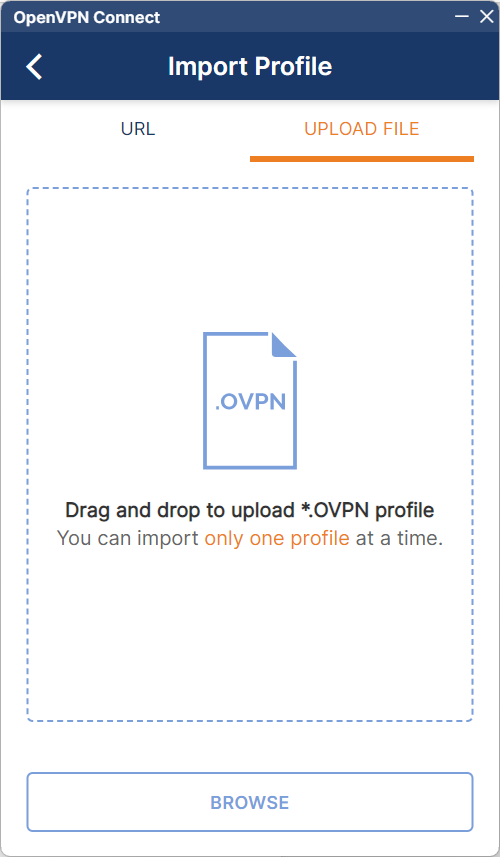 OpenVPN Connect
Import Profile
URL
UPLOAD FILE
.OVPN
Drag and drop to upload *.OVPN profile
You can import only one profile at a time.
BROWSE